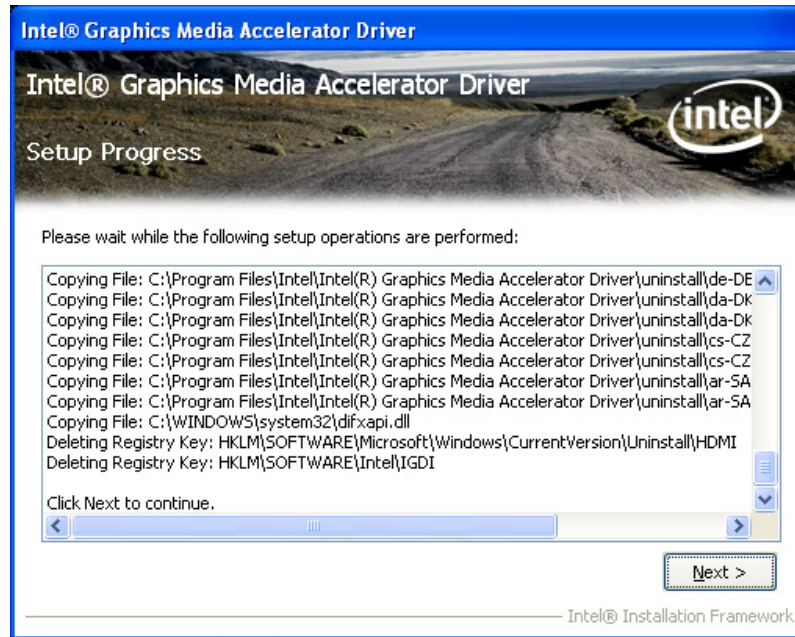 Intel® Graphics Media Accelerator Driver
Intel® Graphics Media Accelerator Driver
intel
Setup Progress
Please wait while the following setup operations are performed:
Copying File: C:\Program Files\Intel\Intel(R) Graphics Media Accelerator Driver\uninstall\de-DE
Copying File: C:\Program Files\Intel\Intel(R) Graphics Media Accelerator Driver\uninstall\da-DK
Copying File: C:\Program Files\Intel\Intel(R) Graphics Media Accelerator Driver\uninstall\da-DK
Copying File: C:\Program Files\Intel\Intel(R) Graphics Media Accelerator Driver\uninstall\cs-CZ
Copying File: C:\Program Files\Intel\Intel(R) Graphics Media Accelerator Driver\uninstall\cs-CZ
Copying File: C:\Program Files\Intel\Intel(R) Graphics Media Accelerator Driver\uninstall\ar-SA
Copying File: C:\Program Files\Intel\Intel(R) Graphics Media Accelerator Driver\uninstall\ar-SA
Copying File: C:\WINDOWS\system32\difxapi.dll
Deleting Registry Key: HKLM\SOFTWARE\Microsoft\Windows\CurrentVersion\Uninstall\HDMI
Deleting Registry Key: HKLM\SOFTWARE\Intel\IGDI
Click Next to continue.
Next >
Intel® Installation Framework